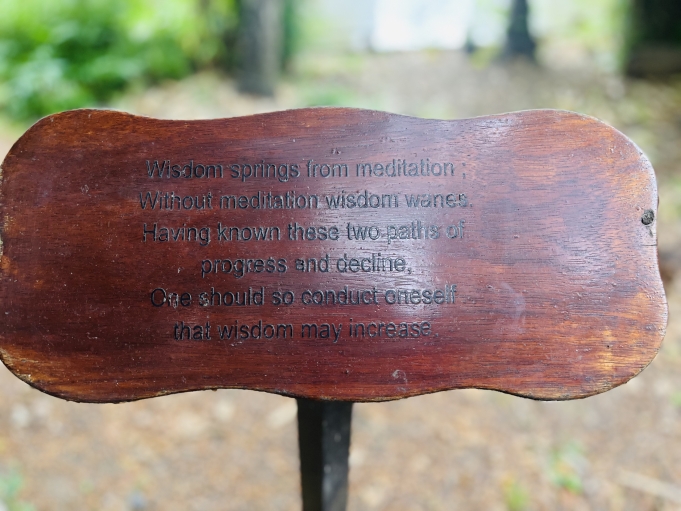 Wisdom springs from meditation ;
Without meditation wisdom wanes.
Having known these two paths of
progress and decline,
One should so conduct oneself
that wisdom may increase.